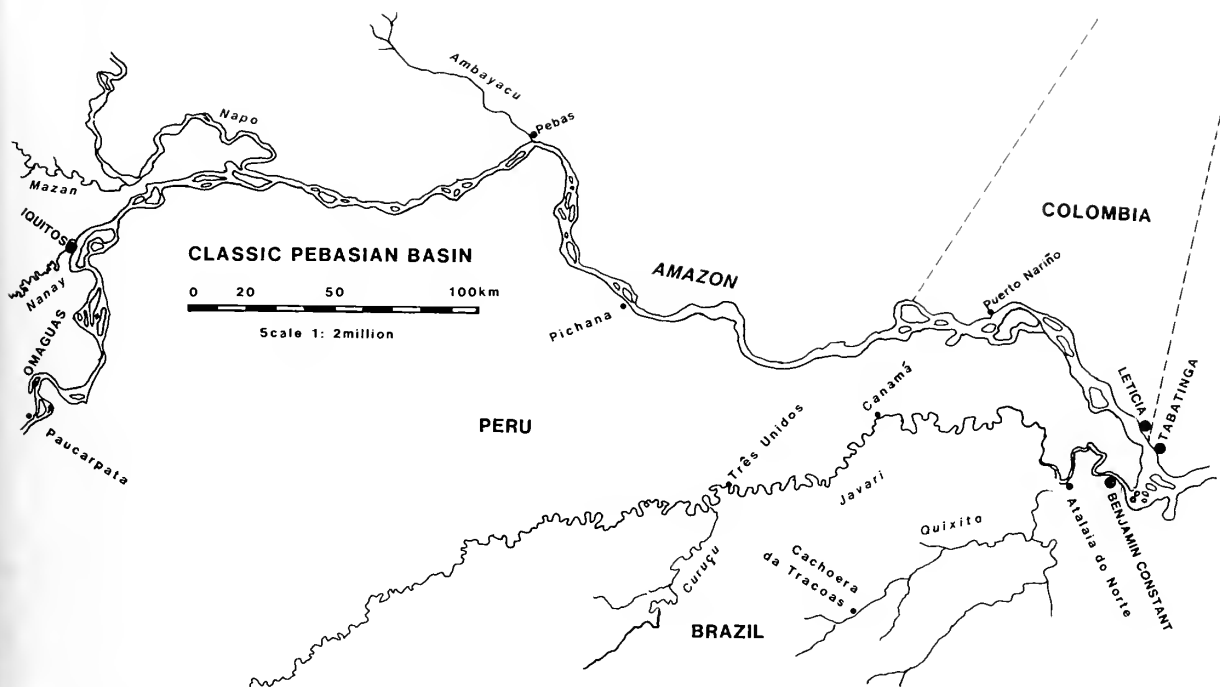 Ambayacu
Pebas
Napo
Mazan
IQUITOS
Nanay
OMAGUAS
Paucarpata
CLASSIC PEBASIAN BASIN
0 20 50 100km
Scale 1: 2million
AMAZON
Pichana
COLOMBIA
Puerto Nariño
LETICIA
TABATINGA
PERU
Canamá
Três Unidos
Javari
Quixito
Curuçu
Cachoera
da Tracoas
Atalaia do Norte
BENJAMIN CONSTANT
BRAZIL